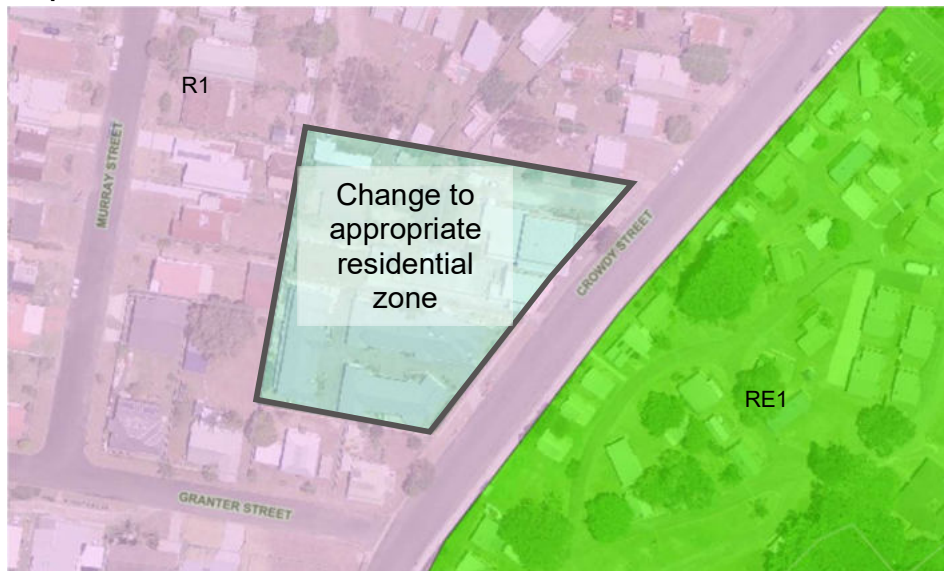 R1
MURRAY STREET
Change to
appropriate
residential
zone
CROWDY STREET
RE1
GRANTER STREET